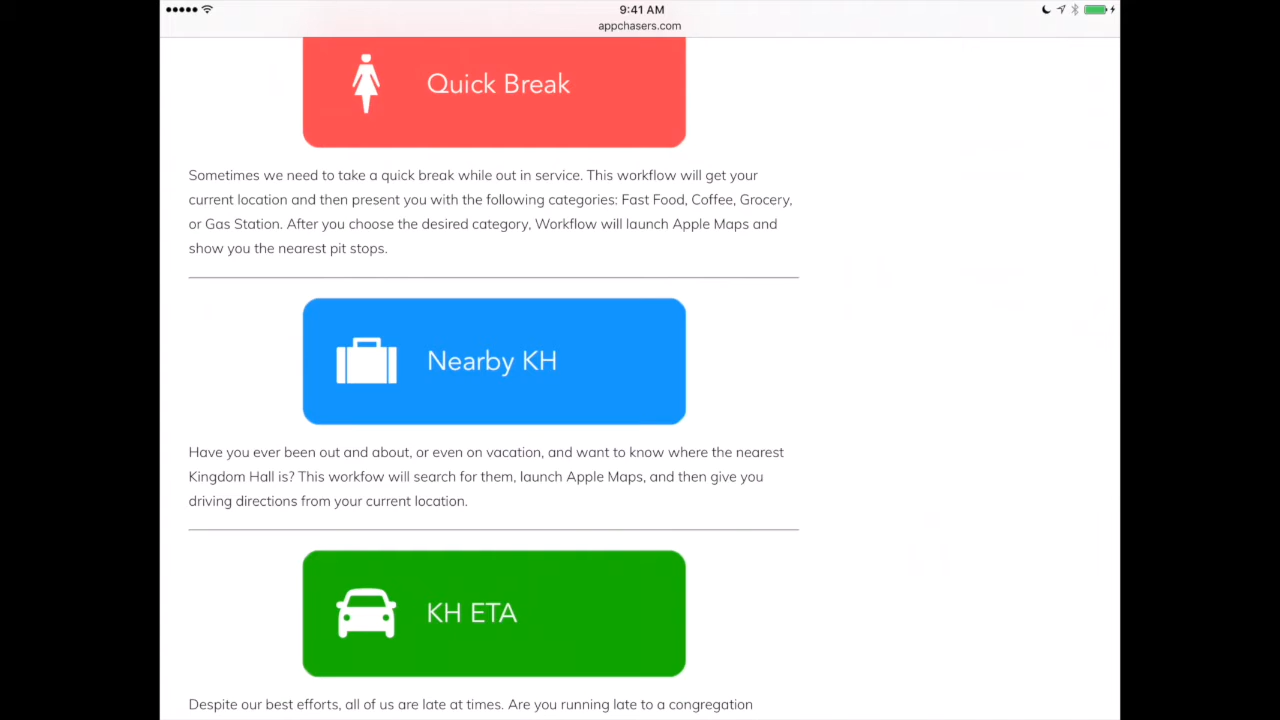 9:41 AM
appchasers.com
Quick Break
Sometimes we need to take a quick break while out in service. This workflow will get your
current location and then present you with the following categories: Fast Food, Coffee, Grocery,
or Gas Station. After you choose the desired category, Workflow will launch Apple Maps and
show you the nearest pit stops.
Nearby KH
Have you ever been out and about, or even on vacation, and want to know where the nearest
Kingdom Hall is? This workfow will search for them, launch Apple Maps, and then give you
driving directions from your current location.
KH ETA
Despite our best efforts, all of us are late at times. Are you running late to a congregation